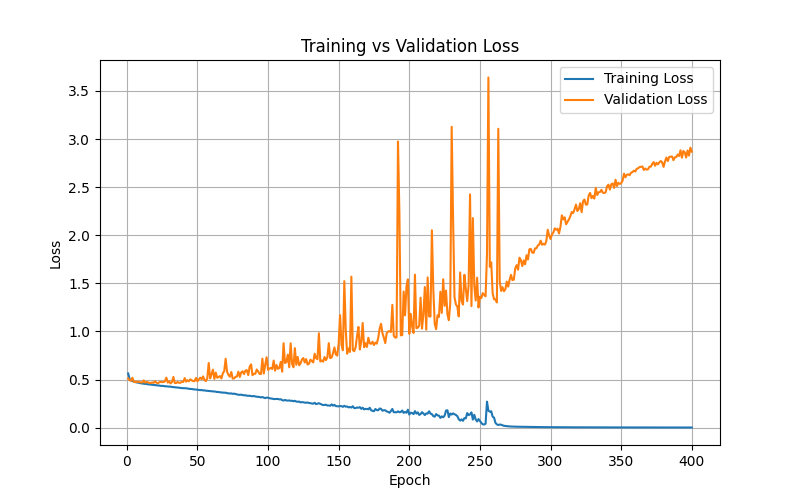 Training vs Validation Loss
Training Loss
Validation Loss
3.5
3.0
2.5
2.0
1.5
1.0
0.5
0.0
Loss
0 50 100 150 200 250 300 350 400
Epoch